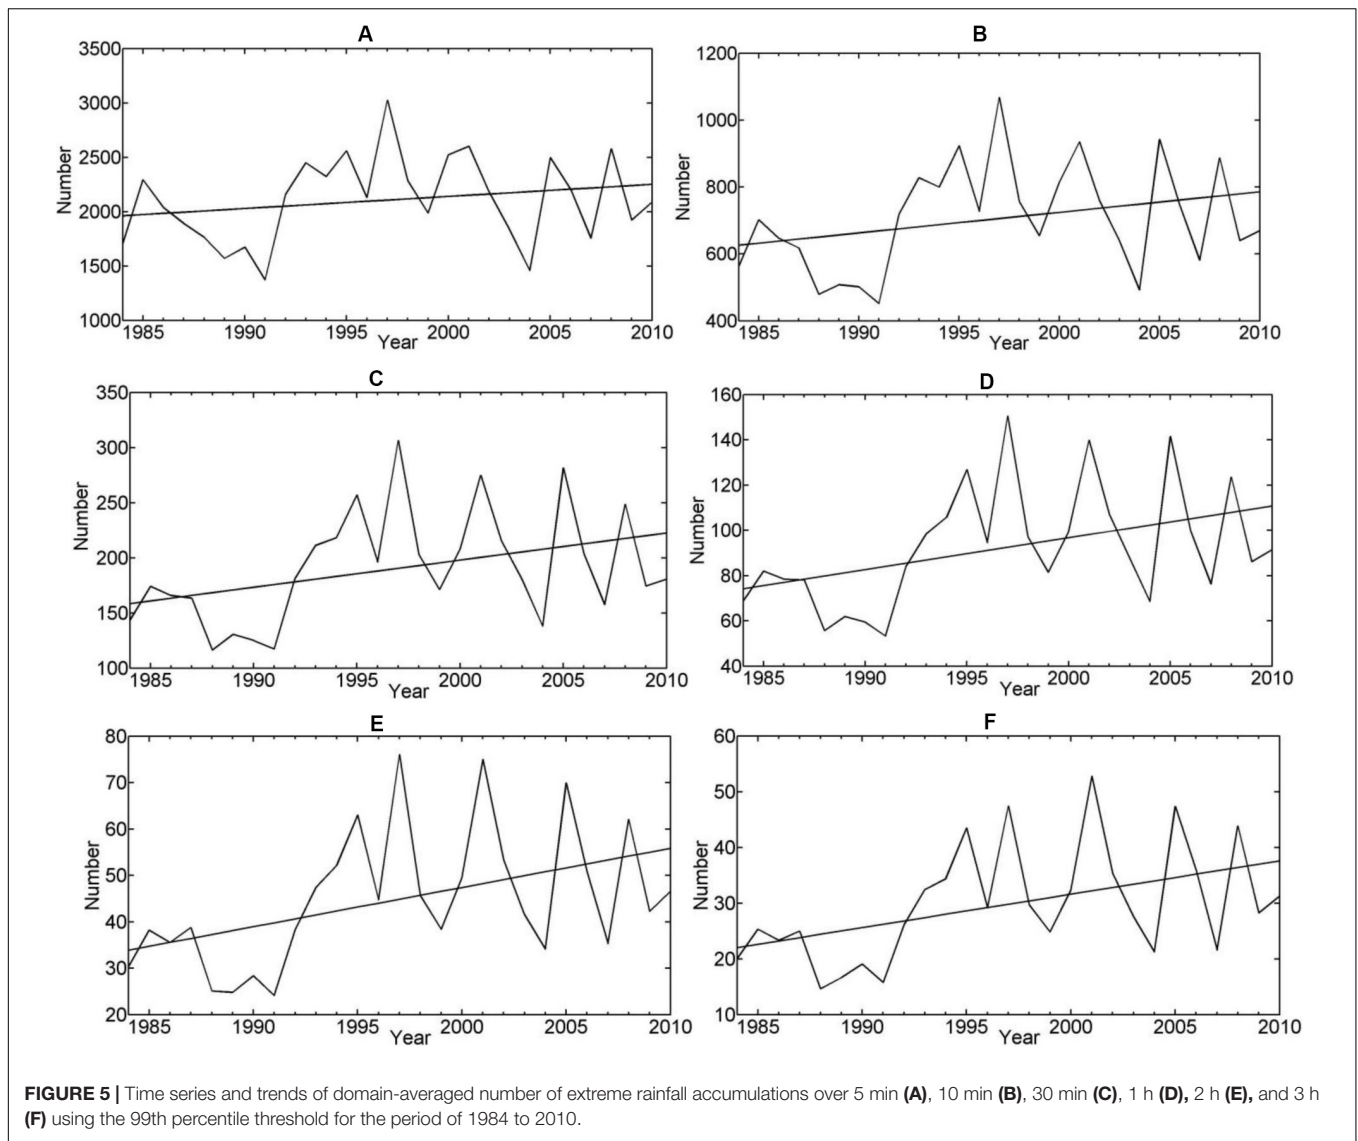 A
3500
3000
2500
2000
1500
1000
Number
1985 1990 1995 2000 2005 2010
Year
B
1200
1000
800
600
400
Number
1985 1990 1995 2000 2005 2010
Year
C
350
300
250
200
150
100
Number
1985 1990 1995 2000 2005 2010
Year
D
160
140
120
100
80
60
40
Number
1985 1990 1995 2000 2005 2010
Year
E
80
70
60
50
40
30
20
Number
1985 1990 1995 2000 2005 2010
Year
F
60
50
40
30
20
10
Number
1985 1990 1995 2000 2005 2010
Year
FIGURE 5 | Time series and trends of domain-averaged number of extreme rainfall accumulations over 5 min (A), 10 min (B), 30 min (C), 1 h (D), 2 h (E), and 3 h
(F) using the 99th percentile threshold for the period of 1984 to 2010.